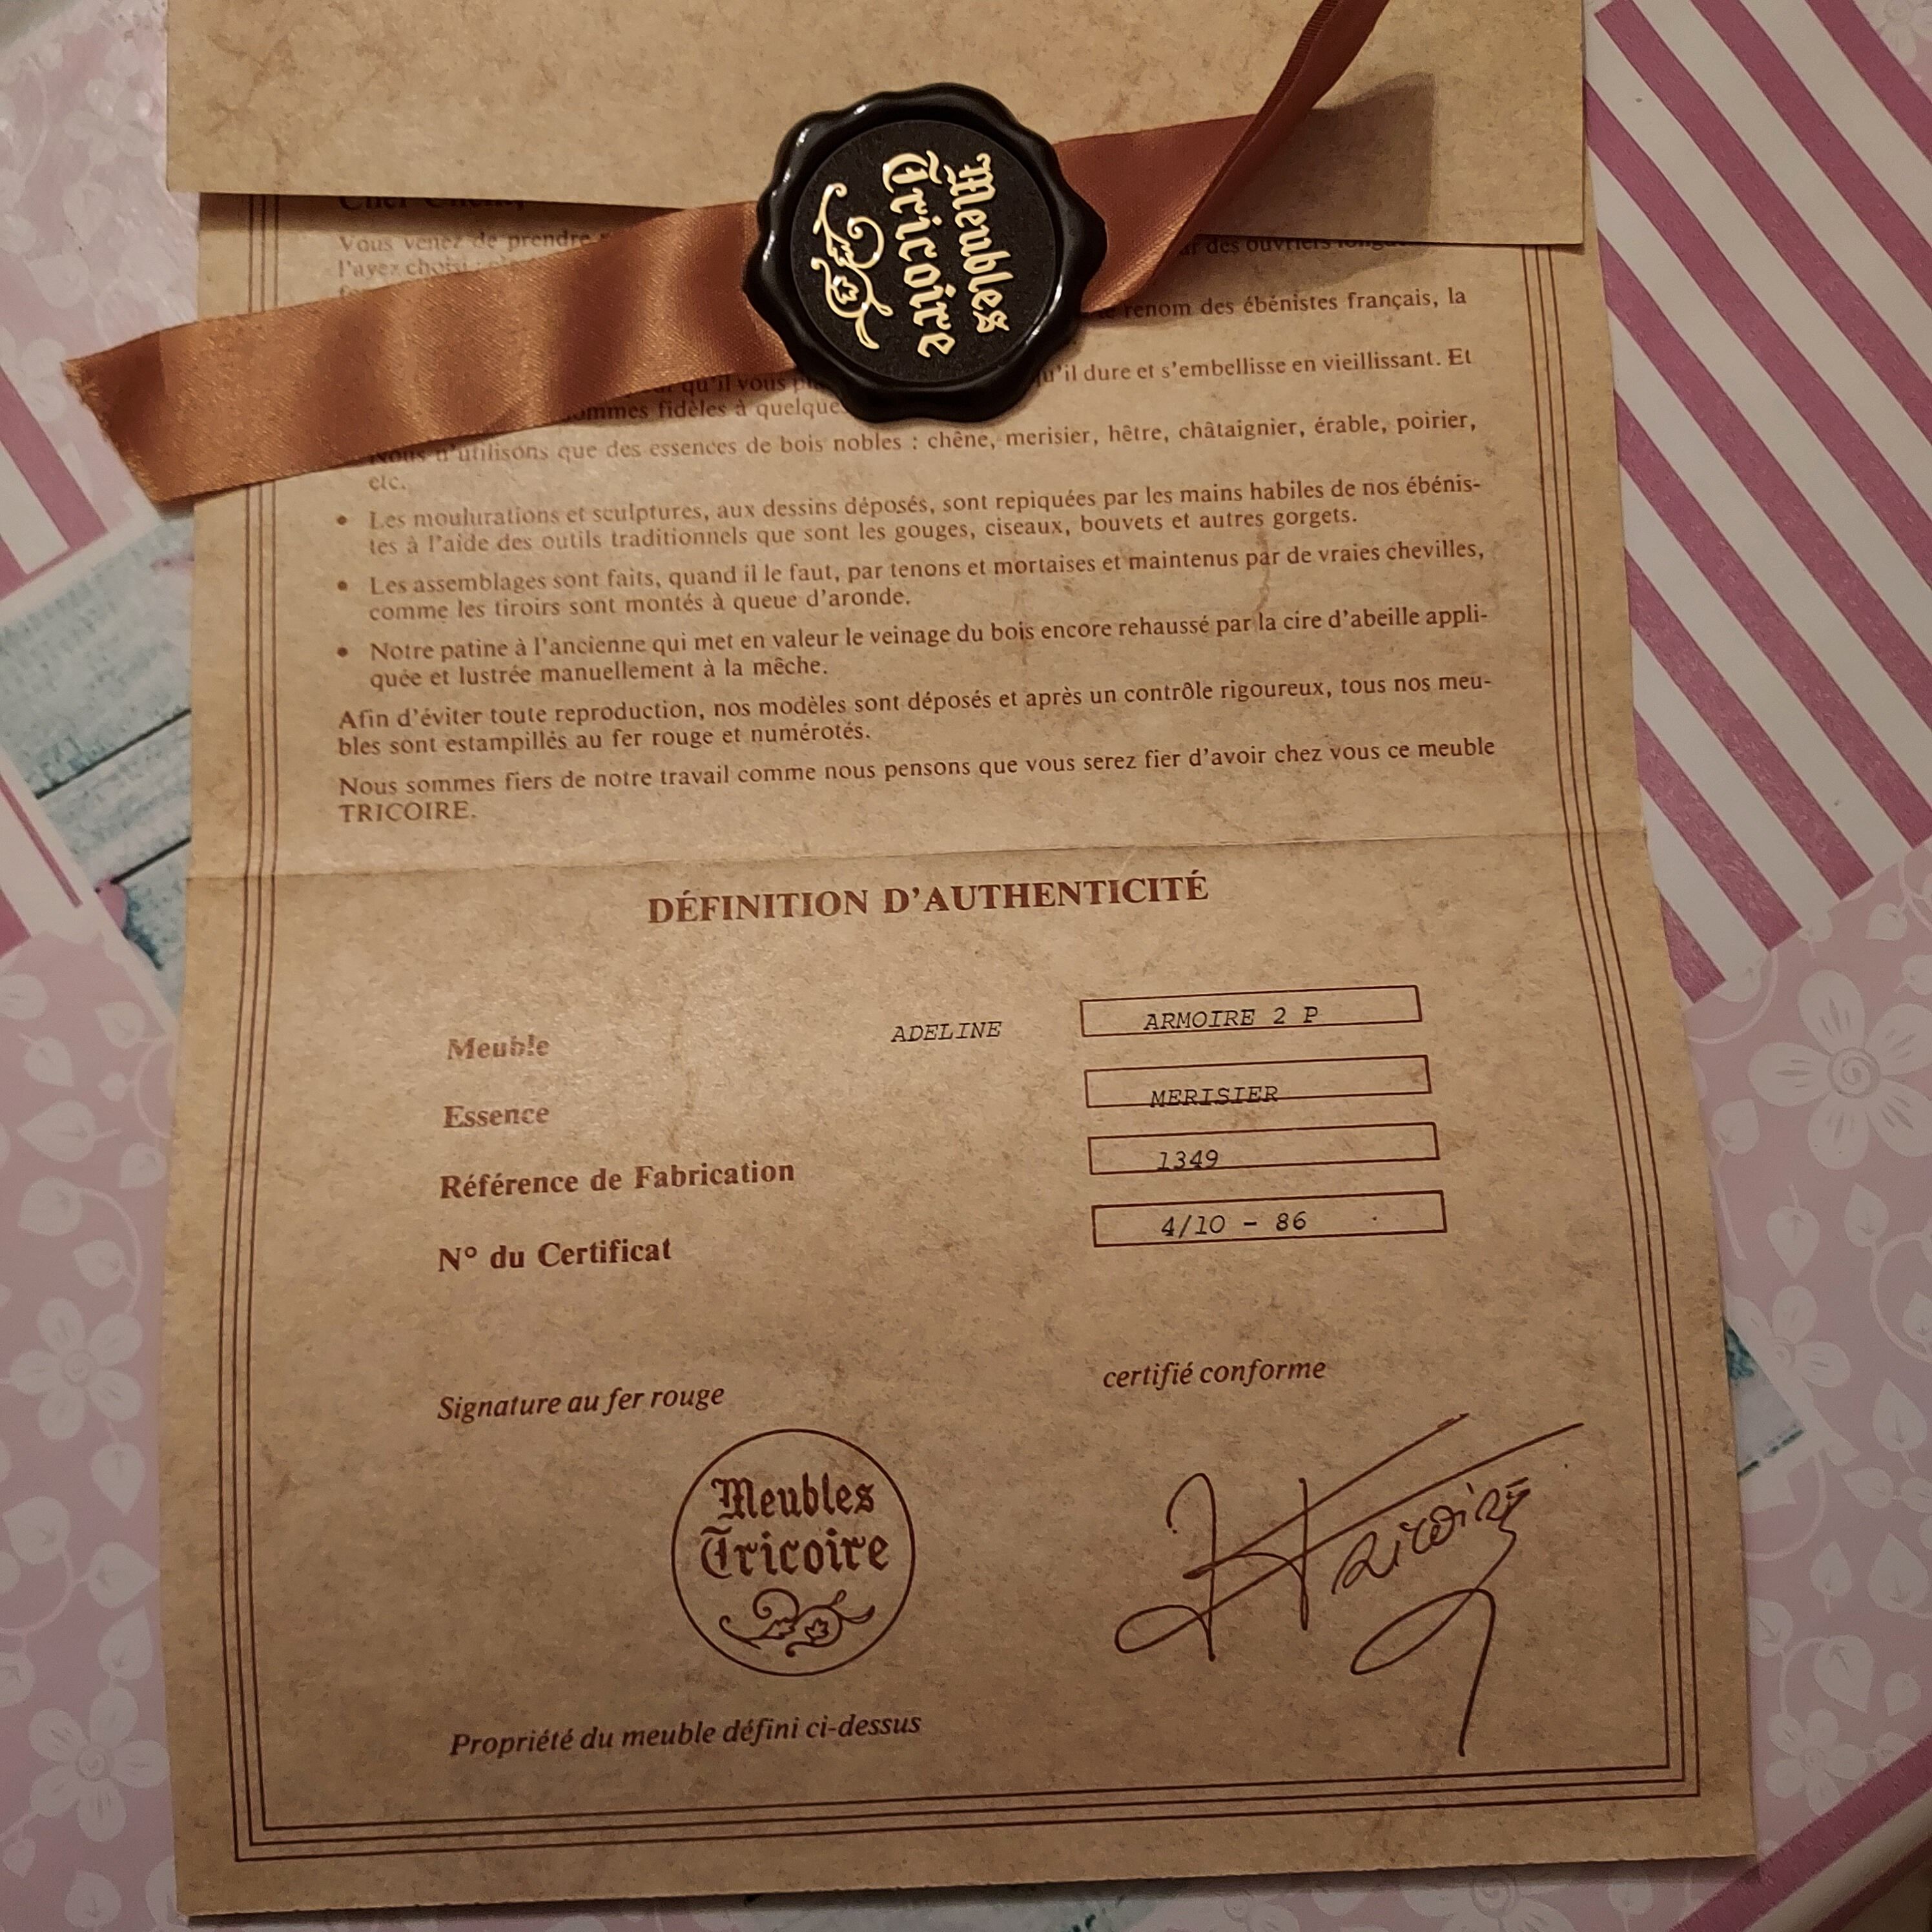 Meubles
Tricoire
Cher Client,
Vous venez de prendre
l'avez choisi des ouvriers
renom des ébénistes français, la
qu'il vous qu'il dure et s'embellisse en vieillissant. Et
sommes fidèles à quelque
Nous n'utilisons que des essences de bois nobles : chêne, merisier, hêtre, châtaignier, érable, poirier,
etc.
• Les moulurations et sculptures, aux dessins déposés, sont repiquées par les mains habiles de nos ébénis-
tes à l'aide des outils traditionnels que sont les gouges, ciseaux, bouvets et autres gorgets.
• Les assemblages sont faits, quand il le faut, par tenons et mortaises et maintenus par de vraies chevilles,
comme les tiroirs sont montés à queue d'aronde.
• Notre patine à l'ancienne qui met en valeur le veinage du bois encore rehaussé par la cire d'abeille appli-
quée et lustrée manuellement à la mêche.
Afin d'éviter toute reproduction, nos modèles sont déposés et après un contrôle rigoureux, tous nos meu-
bles sont estampillés au fer rouge et numérotés.
Nous sommes fiers de notre travail comme nous pensons que vous serez fier d'avoir chez vous ce meuble
TRICOIRE.
DÉFINITION D'AUTHENTICITÉ
Meuble ADELINE ARMOIRE 2 P
Essence MERISIER
Référence de Fabrication 1349
N° du Certificat 4/10 - 86
Signature au fer rouge certifié conforme
Meubles
Tricoire
Tricoire
Propriété du meuble défini ci-dessus